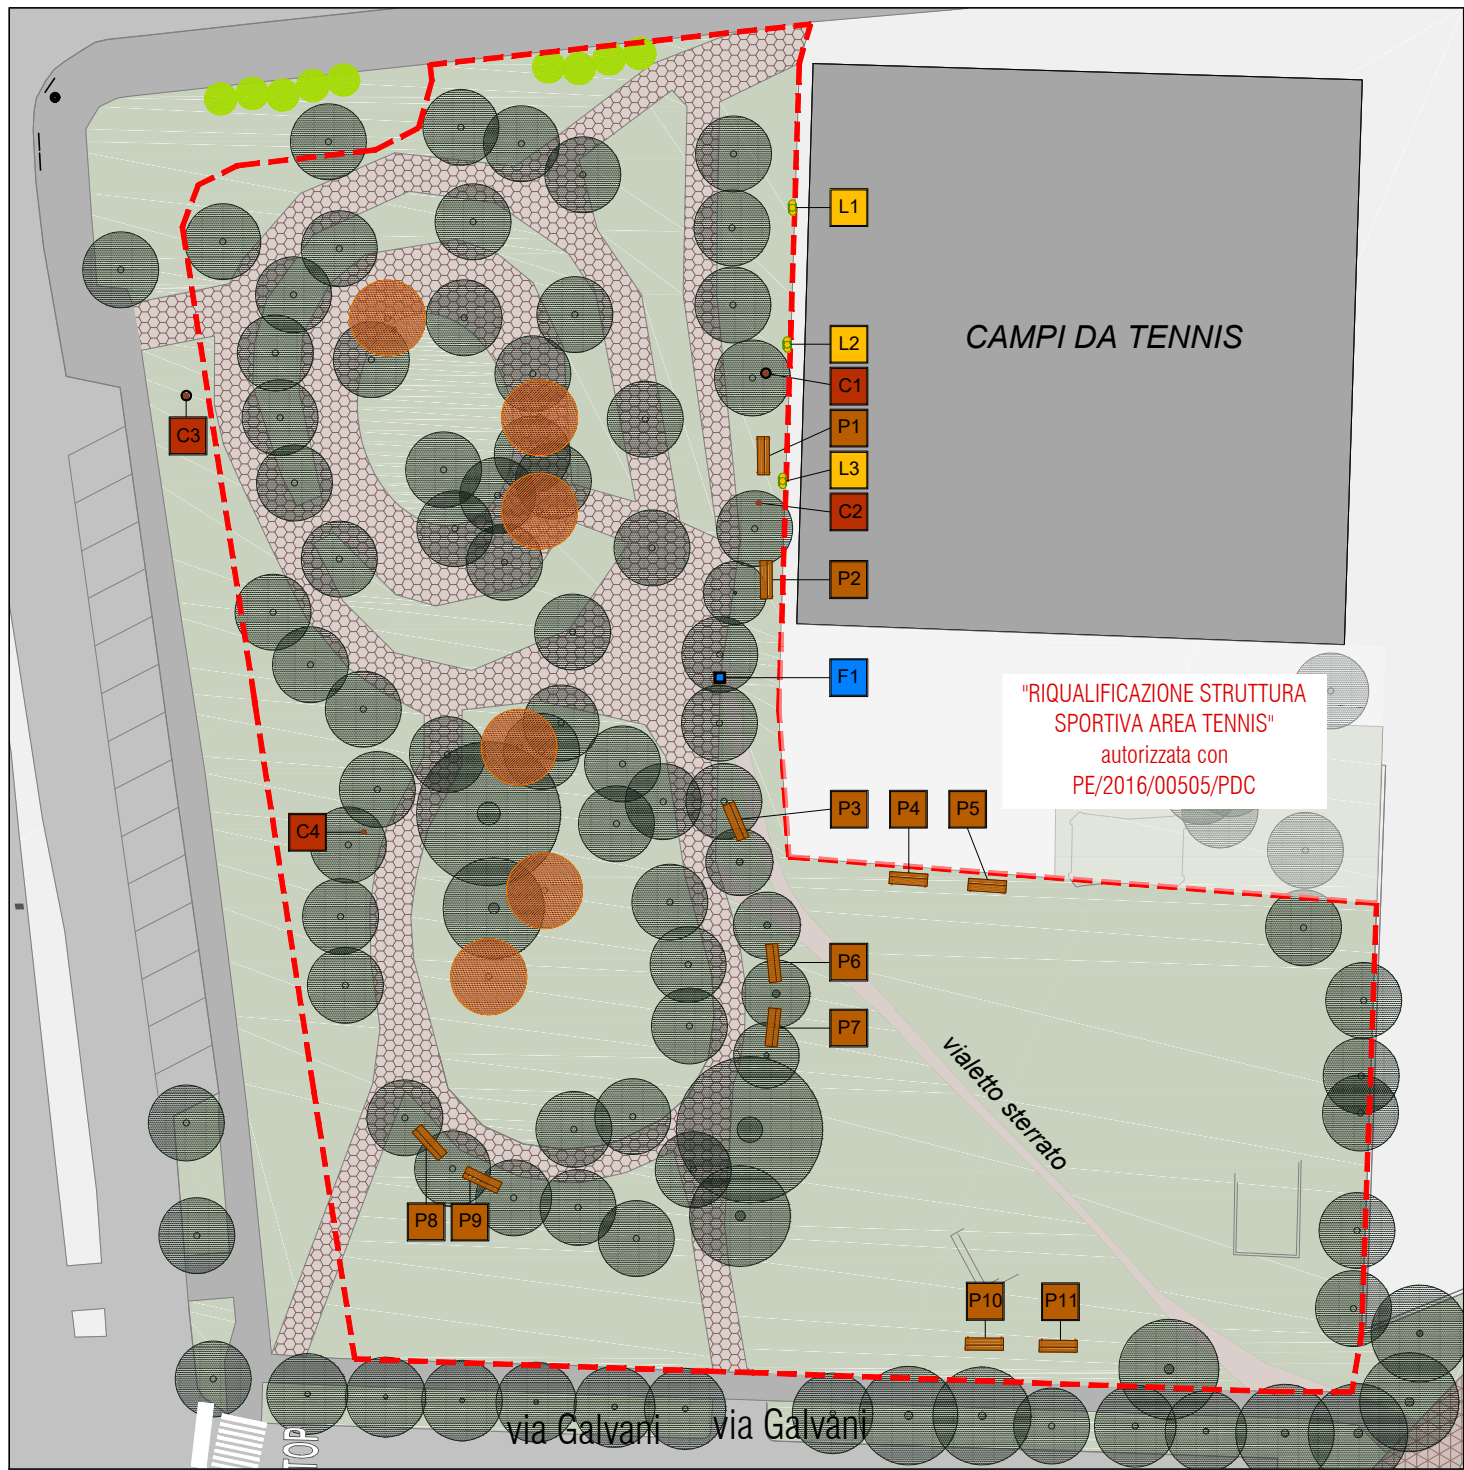 L1
CAMPI DA TENNIS
L2
C1
C3
P1
L3
C2
P2
F1
"RIQUALIFICAZIONE STRUTTURA
SPORTIVA AREA TENNIS"
autorizzata con
PE/2016/00505/PDC
P3
P4
P5
C4
P6
P7
vialetto sterrato
P8
P9
P10
P11
via Galvani
via Galvani
TOP